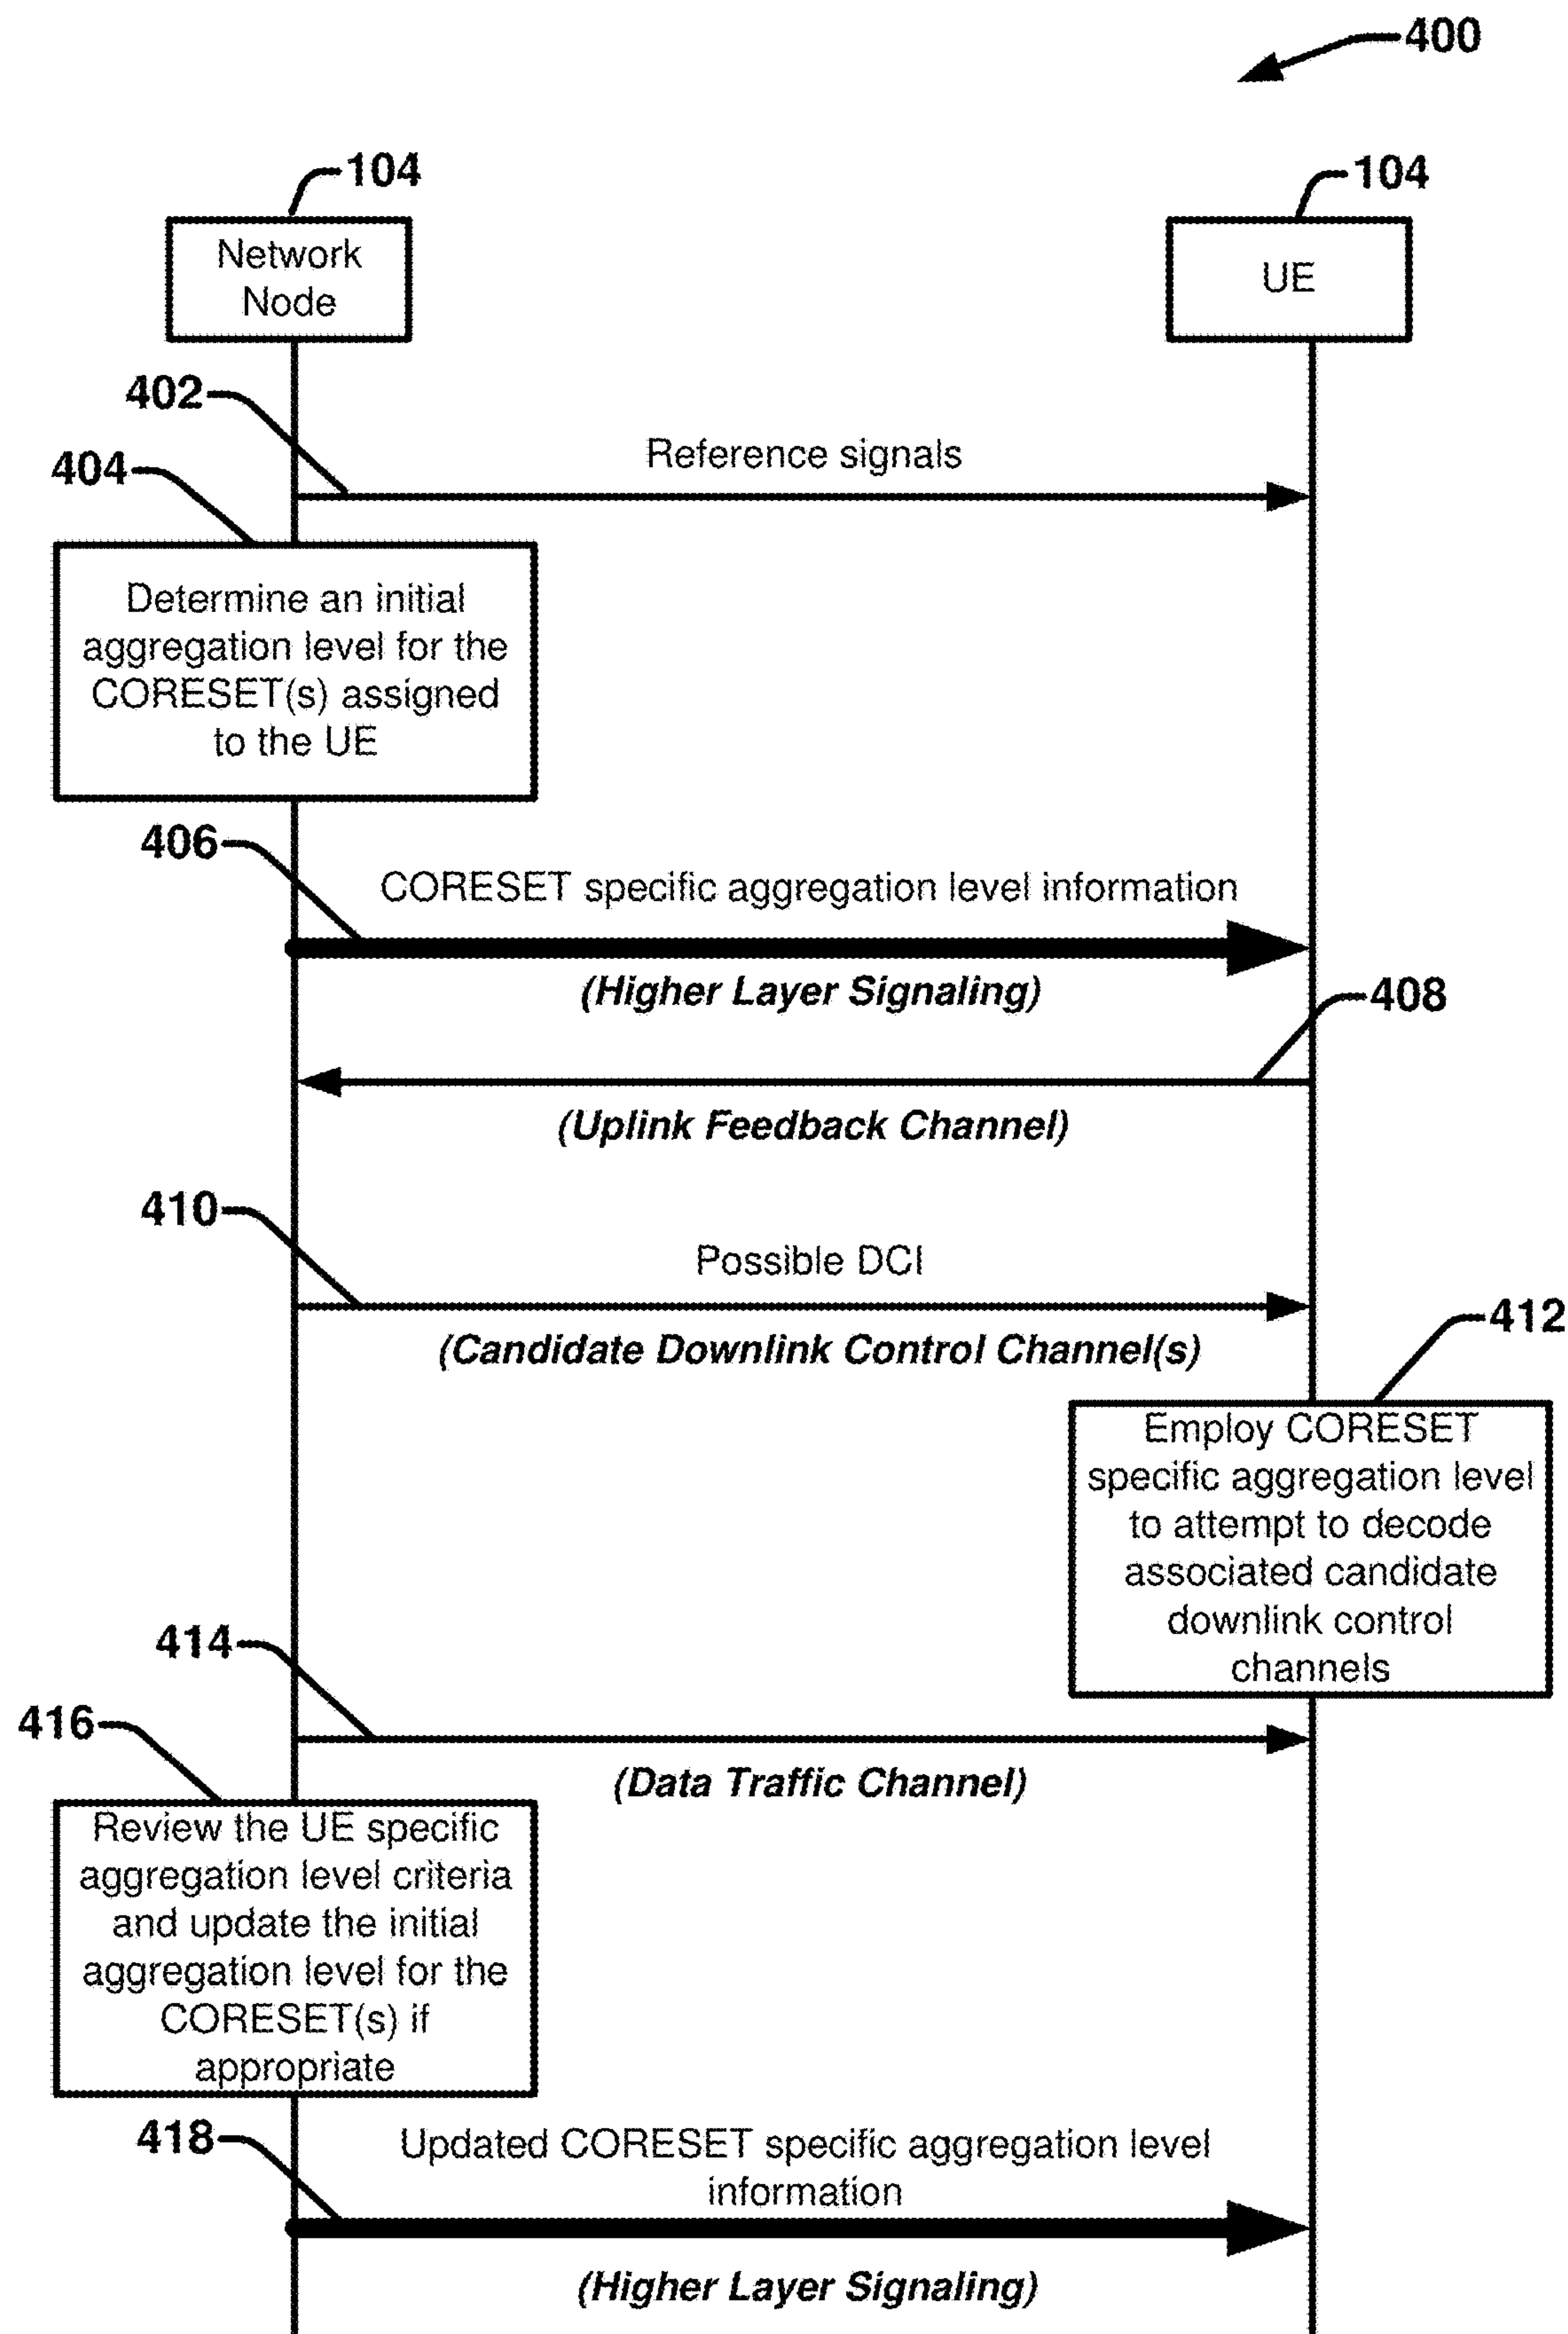 400
104
104
Network
Node
UE
402
Reference signals
404
Determine an initial
aggregation level for the
CORESET(s) assigned
to the UE
406
CORESET specific aggregation level information
(Higher Layer Signaling)
408
(Uplink Feedback Channel)
410
Possible DCI
(Candidate Downlink Control Channel(s)
412
Employ CORESET
specific aggregation level
to attempt to decode
associated candidate
downlink control
channels
414
(Data Traffic Channel)
416
Review the UE specific
aggregation level criteria
and update the initial
aggregation level for the
CORESET(s) if
appropriate
418
Updated CORESET specific aggregation level
information
(Higher Layer Signaling)